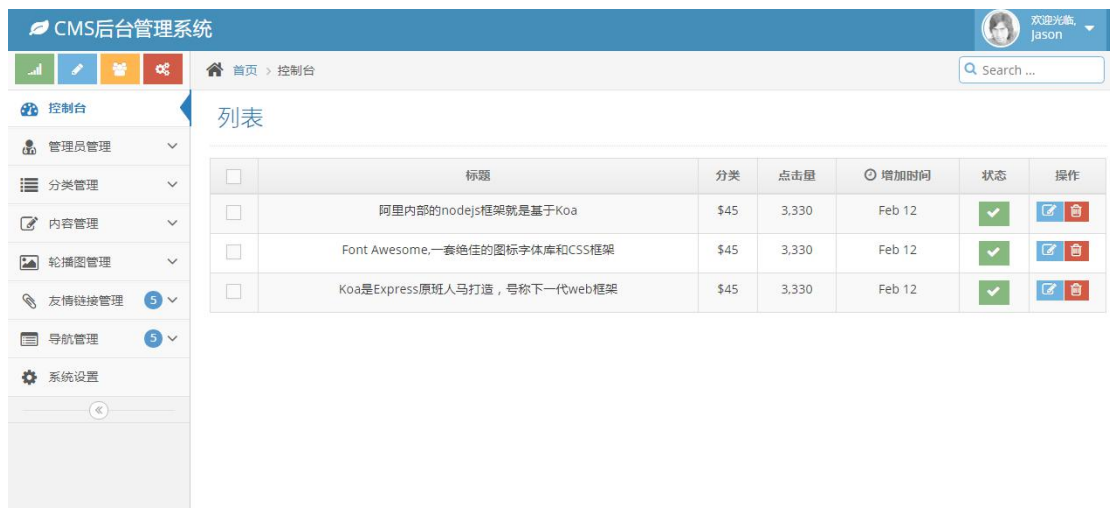 CMS后台管理系统
欢迎光临,
Jason
首页 > 控制台
Search ...
控制台
管理员管理
分类管理
内容管理
轮播图管理
友情链接管理 5
导航管理 5
系统设置
列表
标题 分类 点击量 增加时间 状态 操作
阿里内部的nodejs框架就是基于Koa $45 3,330 Feb 12
Font Awesome,一套绝佳的图标字体库和CSS框架 $45 3,330 Feb 12
Koa是Express原班人马打造，号称下一代web框架 $45 3,330 Feb 12